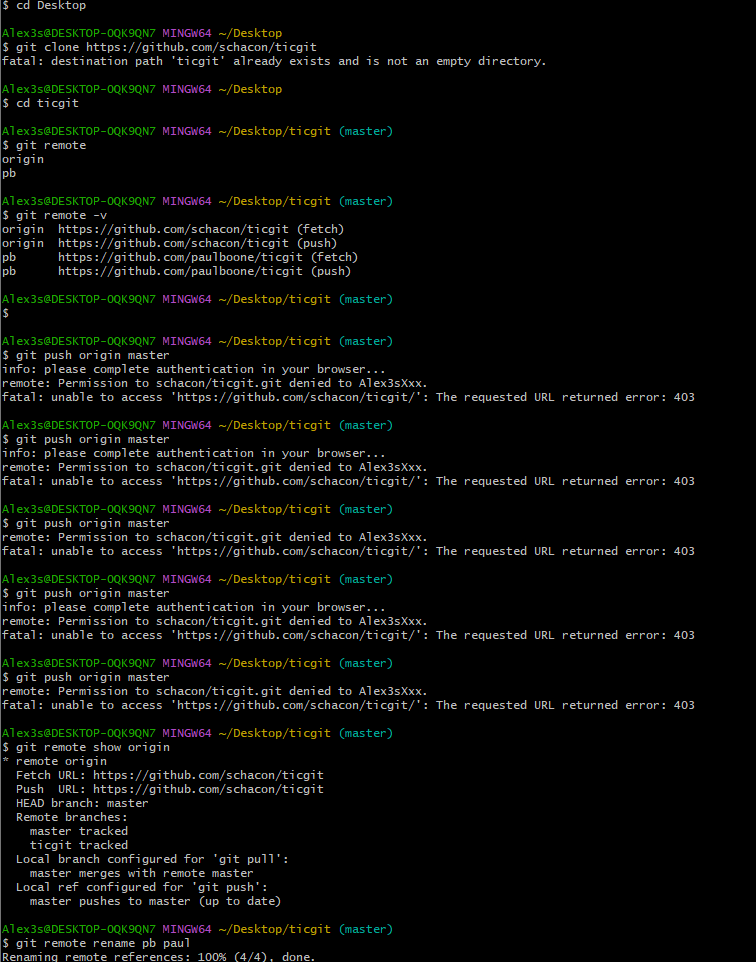 $ cd Desktop
Alex3s@DESKTOP-0QK9QN7 MINGW64 ~/Desktop
$ git clone https://github.com/schacon/ticgit
fatal: destination path 'ticgit' already exists and is not an empty directory.
Alex3s@DESKTOP-0QK9QN7 MINGW64 ~/Desktop
$ cd ticgit
Alex3s@DESKTOP-0QK9QN7 MINGW64 ~/Desktop/ticgit (master)
$ git remote
origin
pb
Alex3s@DESKTOP-0QK9QN7 MINGW64 ~/Desktop/ticgit (master)
$ git remote -v
origin  https://github.com/schacon/ticgit (fetch)
origin  https://github.com/schacon/ticgit (push)
pb      https://github.com/paulboone/ticgit (fetch)
pb      https://github.com/paulboone/ticgit (push)
Alex3s@DESKTOP-0QK9QN7 MINGW64 ~/Desktop/ticgit (master)
$
Alex3s@DESKTOP-0QK9QN7 MINGW64 ~/Desktop/ticgit (master)
$ git push origin master
info: please complete authentication in your browser...
remote: Permission to schacon/ticgit.git denied to Alex3sXxx.
fatal: unable to access 'https://github.com/schacon/ticgit/': The requested URL returned error: 403
Alex3s@DESKTOP-0QK9QN7 MINGW64 ~/Desktop/ticgit (master)
$ git push origin master
info: please complete authentication in your browser...
remote: Permission to schacon/ticgit.git denied to Alex3sXxx.
fatal: unable to access 'https://github.com/schacon/ticgit/': The requested URL returned error: 403
Alex3s@DESKTOP-0QK9QN7 MINGW64 ~/Desktop/ticgit (master)
$ git push origin master
remote: Permission to schacon/ticgit.git denied to Alex3sXxx.
fatal: unable to access 'https://github.com/schacon/ticgit/': The requested URL returned error: 403
Alex3s@DESKTOP-0QK9QN7 MINGW64 ~/Desktop/ticgit (master)
$ git push origin master
info: please complete authentication in your browser...
remote: Permission to schacon/ticgit.git denied to Alex3sXxx.
fatal: unable to access 'https://github.com/schacon/ticgit/': The requested URL returned error: 403
Alex3s@DESKTOP-0QK9QN7 MINGW64 ~/Desktop/ticgit (master)
$ git push origin master
remote: Permission to schacon/ticgit.git denied to Alex3sXxx.
fatal: unable to access 'https://github.com/schacon/ticgit/': The requested URL returned error: 403
Alex3s@DESKTOP-0QK9QN7 MINGW64 ~/Desktop/ticgit (master)
$ git remote show origin
* remote origin
  Fetch URL: https://github.com/schacon/ticgit
  Push  URL: https://github.com/schacon/ticgit
  HEAD branch: master
  Remote branches:
    master tracked
    ticgit tracked
  Local branch configured for 'git pull':
    master merges with remote master
  Local ref configured for 'git push':
    master pushes to master (up to date)
Alex3s@DESKTOP-0QK9QN7 MINGW64 ~/Desktop/ticgit (master)
$ git remote rename pb paul
Renaming remote references: 100% (4/4), done.